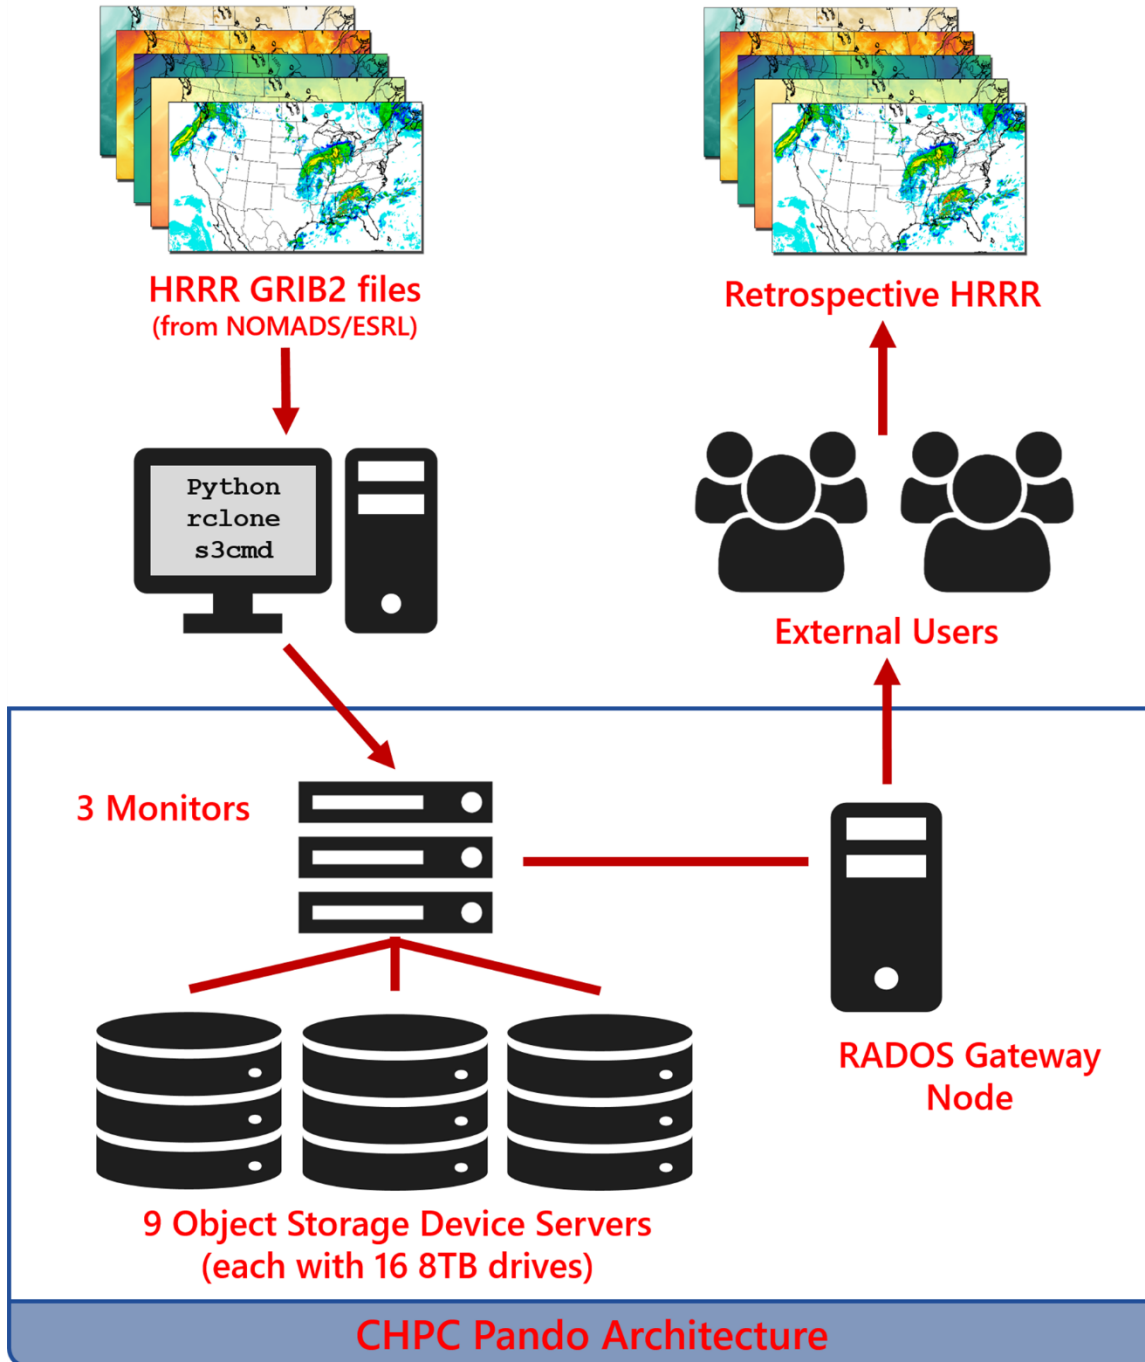 HRRR GRIB2 files
(from NOMADS/ESRL)
Retrospective HRRR
Python
rclone
s3cmd
External Users
3 Monitors
RADOS Gateway
Node
9 Object Storage Device Servers
(each with 16 8TB drives)
CHPC Pando Architecture